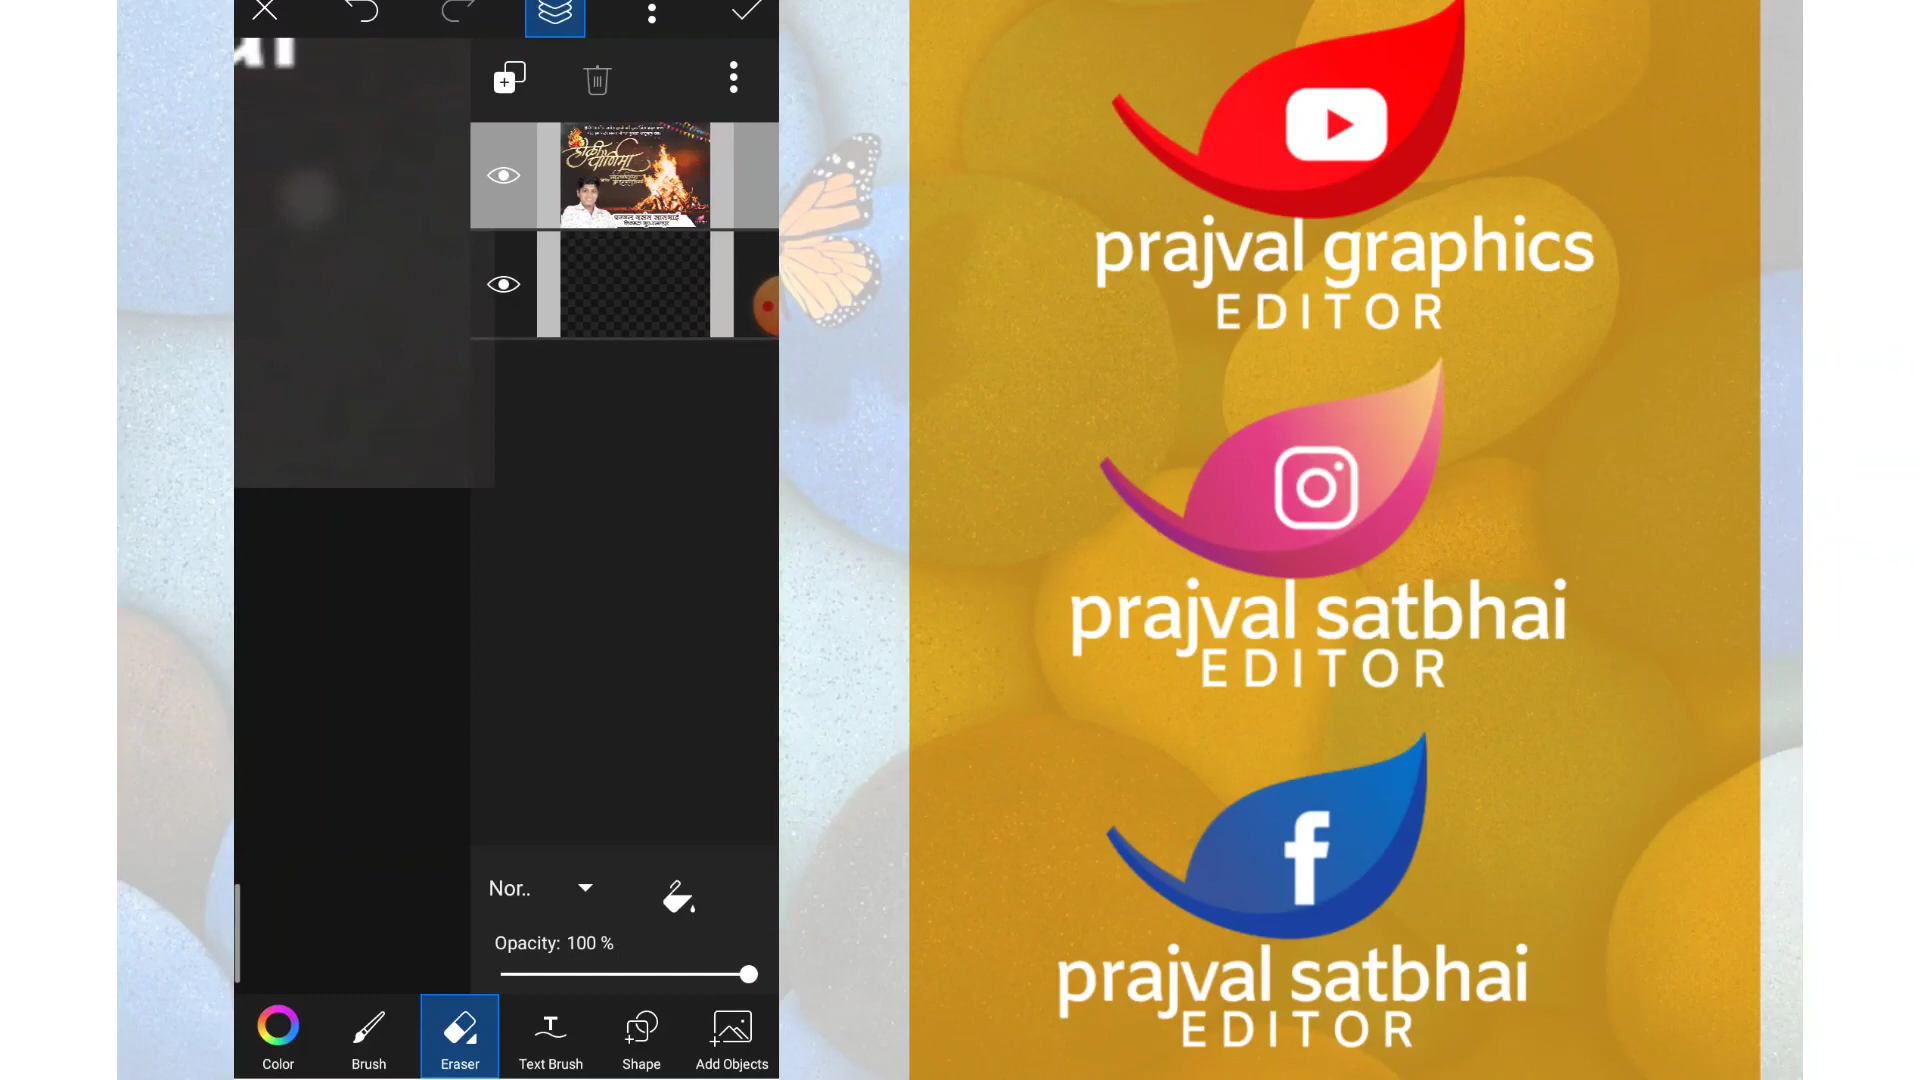 Nor..
Opacity: 100 %
Color
Brush
Eraser
Text Brush
Shape
Add Objects
होळी
पौर्णिमा
prajval graphics
EDITOR
prajval satbhai
EDITOR
prajval satbhai
EDITOR